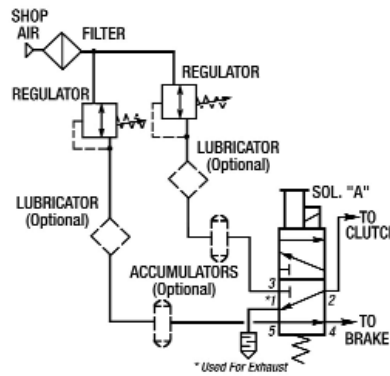 SHOP
AIR
FILTER
REGULATOR
REGULATOR
LUBRICATOR
(Optional)
SOL. "A"
LUBRICATOR
(Optional)
TO
CLUTCH
ACCUMULATORS
(Optional)
3
*1
2
5
4
TO
BRAKE
* Used For Exhaust